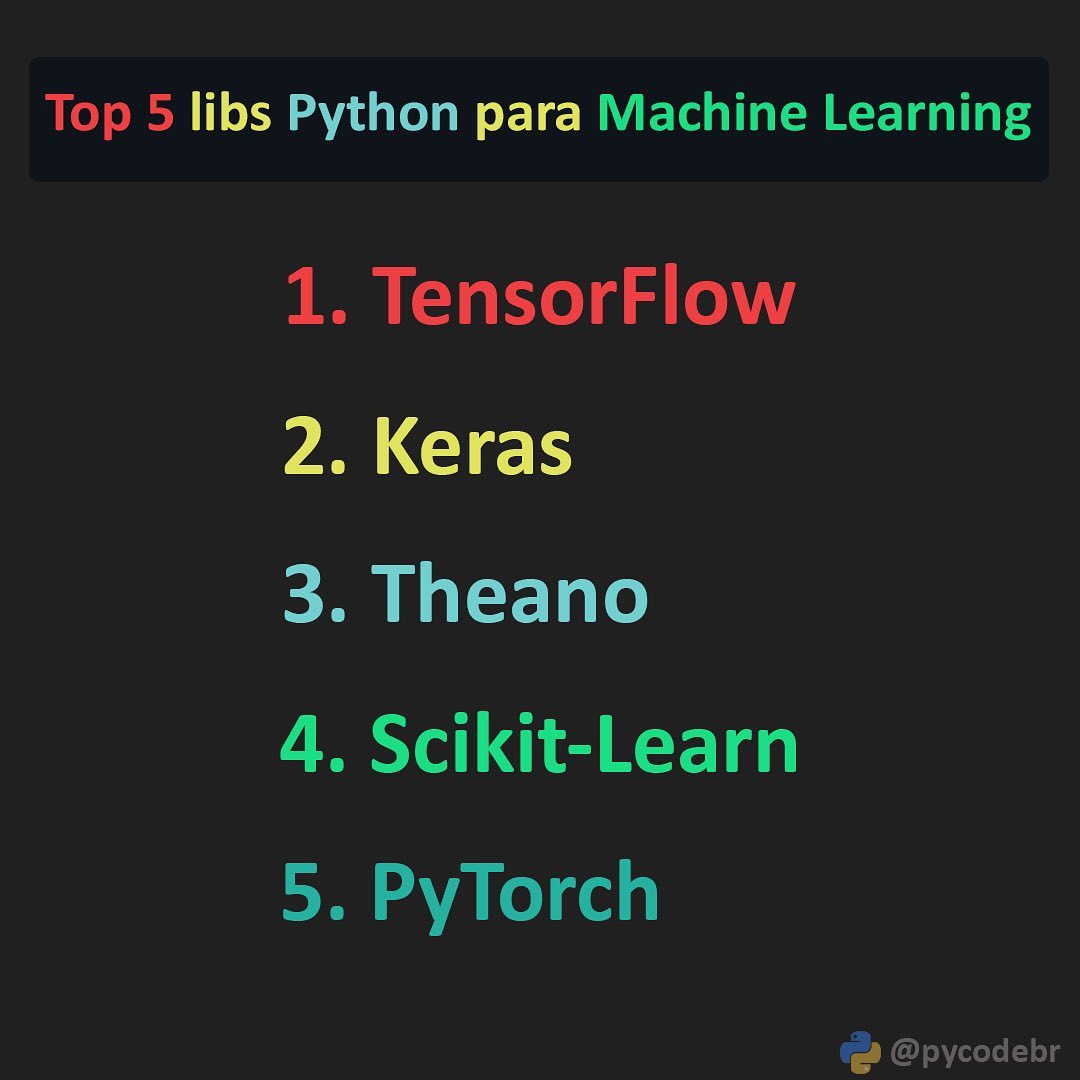 Top 5 libs Python para Machine Learning
1. TensorFlow
2. Keras
3. Theano
4. Scikit-Learn
5. PyTorch
@pycodebr